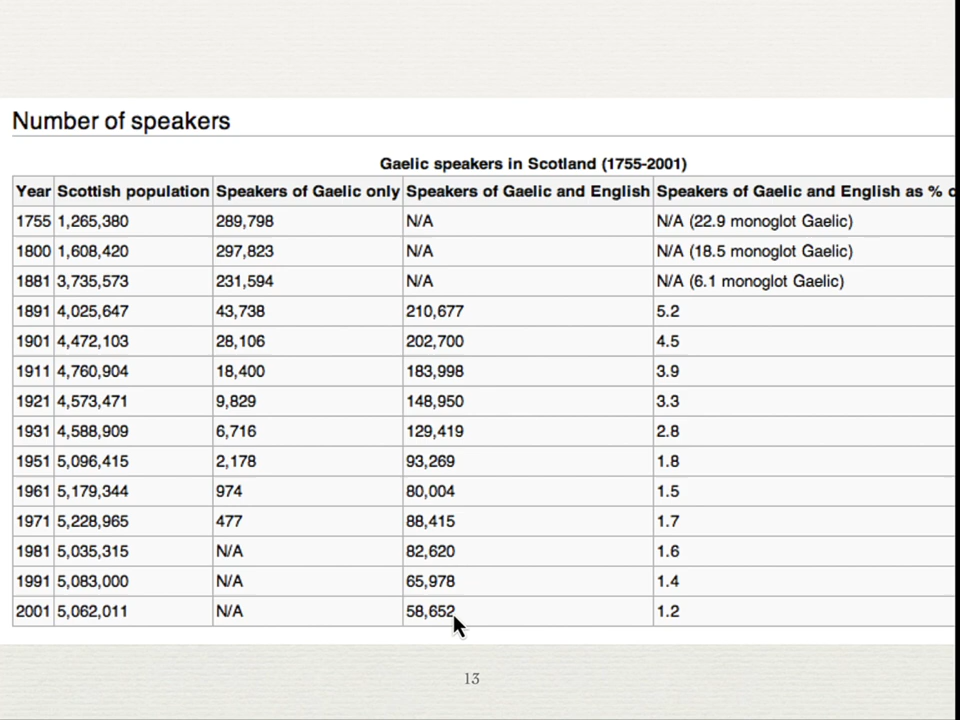 Number of speakers
Gaelic speakers in Scotland (1755-2001)
Year Scottish population Speakers of Gaelic only Speakers of Gaelic and English Speakers of Gaelic and English as %
1755 1,265,380 289,798 N/A N/A (22.9 monoglot Gaelic)
1800 1,608,420 297,823 N/A N/A (18.5 monoglot Gaelic)
1881 3,735,573 231,594 N/A N/A (6.1 monoglot Gaelic)
1891 4,025,647 43,738 210,677 5.2
1901 4,472,103 28,106 202,700 4.5
1911 4,760,904 18,400 183,998 3.9
1921 4,573,471 9,829 148,950 3.3
1931 4,588,909 6,716 129,419 2.8
1951 5,096,415 2,178 93,269 1.8
1961 5,179,344 974 80,004 1.5
1971 5,228,965 477 88,415 1.7
1981 5,035,315 N/A 82,620 1.6
1991 5,083,000 N/A 65,978 1.4
2001 5,062,011 N/A 58,652 1.2
13